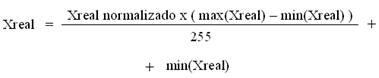 Xreal normalizado x ( max(Xreal) – min(Xreal) )
Xreal = +
255
+ min(Xreal)